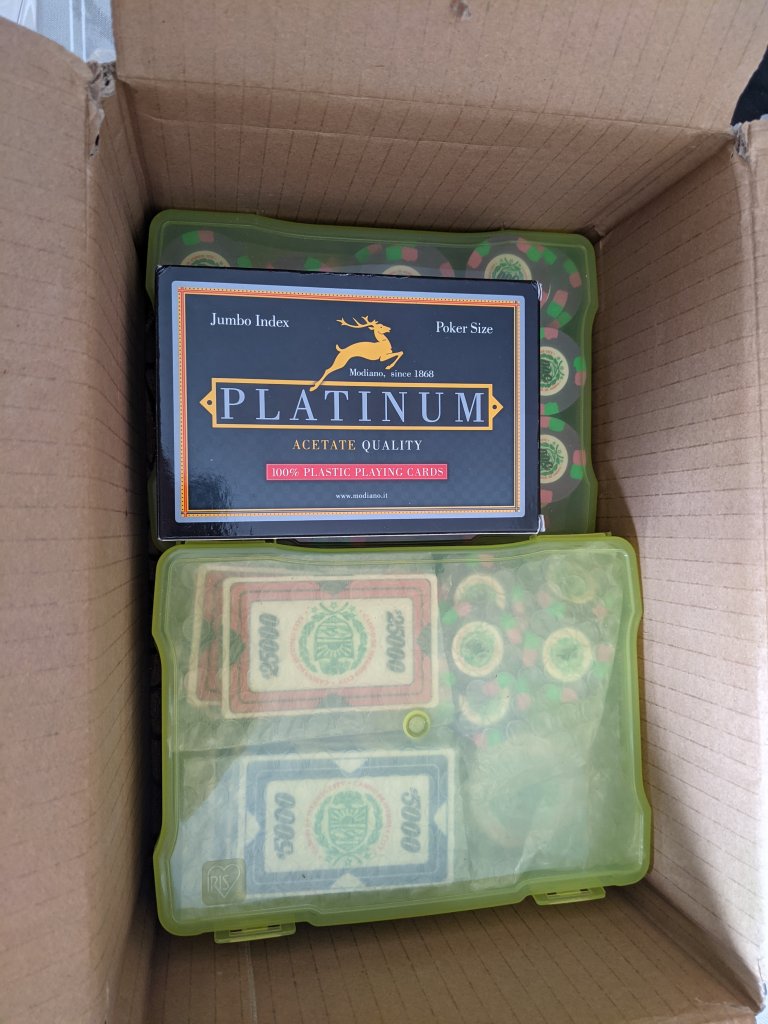 Jumbo Index
Poker Size
Modiano, since 1868
PLATINUM
ACETATE QUALITY
100% PLASTIC PLAYING CARDS
www.modiano.it
25000
25000
5000
5000
IRIS